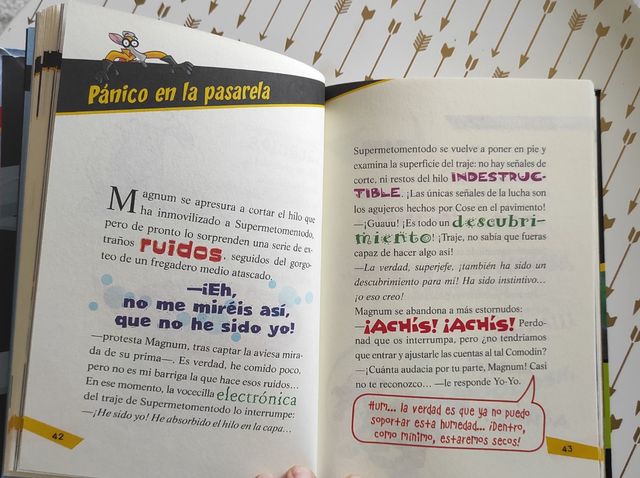 Pánico en la pasarela
Magnum se apresura a cortar el hilo que
ha inmovilizado a Supermetomentodo,
pero de pronto lo sorprenden una serie de ex-
traños ruidos, seguidos del gorgo-
teo de un fregadero medio atascado.
—¡Eh,
no me miréis así,
que no he sido yo!
—protesta Magnum, tras captar la aviesa mira-
da de su prima—. Es verdad, he comido poco,
pero no es mi barriga la que hace esos ruidos...
En ese momento, la vocecilla electrónica
del traje de Supermetomentodo lo interrumpe:
—¡He sido yo! He absorbido el hilo en la capa...
42
Supermetomentodo se vuelve a poner en pie y
examina la superficie del traje: no hay señales de
corte, ni restos del hilo INDESTRUC-
TIBLE. ¡Las únicas señales de la lucha son
los agujeros hechos por Cose en el pavimento!
—¡Guauu! ¡Es todo un descubri-
miento! ¡Traje, no sabía que fueras
capaz de hacer algo así!
—La verdad, superjefe, ¡también ha sido un
descubrimiento para mí! Ha sido instintivo...
¡o eso creo!
Magnum se abandona a más estornudos:
—¡ACHÍS! ¡ACHÍS! Perdo-
nad que os interrumpa, pero ¿no tendríamos
que entrar y ajustarle las cuentas al tal Comodín?
—¡Cuánta audacia por tu parte, Magnum! Casi
no te reconozco... —le responde Yo-Yo.
Hum... la verdad es que ya no puedo
soportar esta humedad... ¡Dentro,
como mínimo, estaremos secos!
43